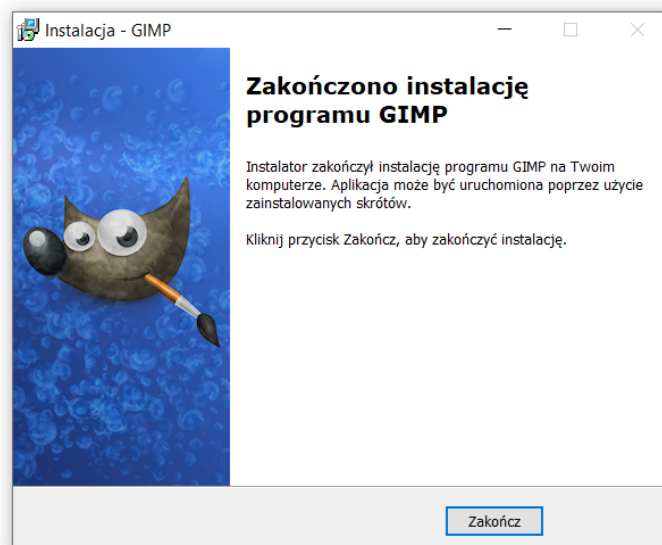 Instalacja - GIMP
Zakończono instalację
programu GIMP
Instalator zakończył instalację programu GIMP na Twoim
komputerze. Aplikacja może być uruchomiona poprzez użycie
zainstalowanych skrótów.
Kliknij przycisk Zakończ, aby zakończyć instalację.
Zakończ